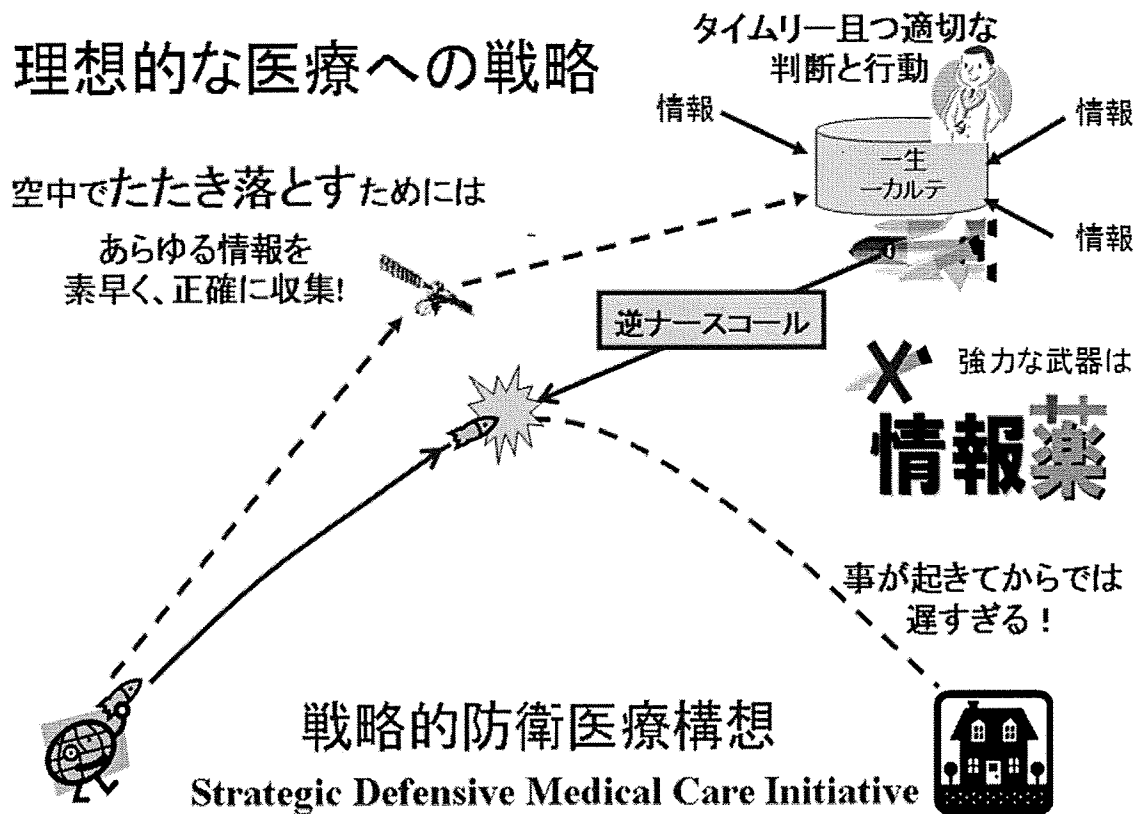 理想的な医療への戦略
タイムリー且つ適切な
判断と行動
情報
情報
一生
一カルテ
情報
空中でたたき落とすためには
あらゆる情報を
素早く、正確に収集!
逆ナースコール
強力な武器は
情報薬
事が起きてからでは
遅すぎる！
戦略的防衛医療構想
Strategic Defensive Medical Care Initiative